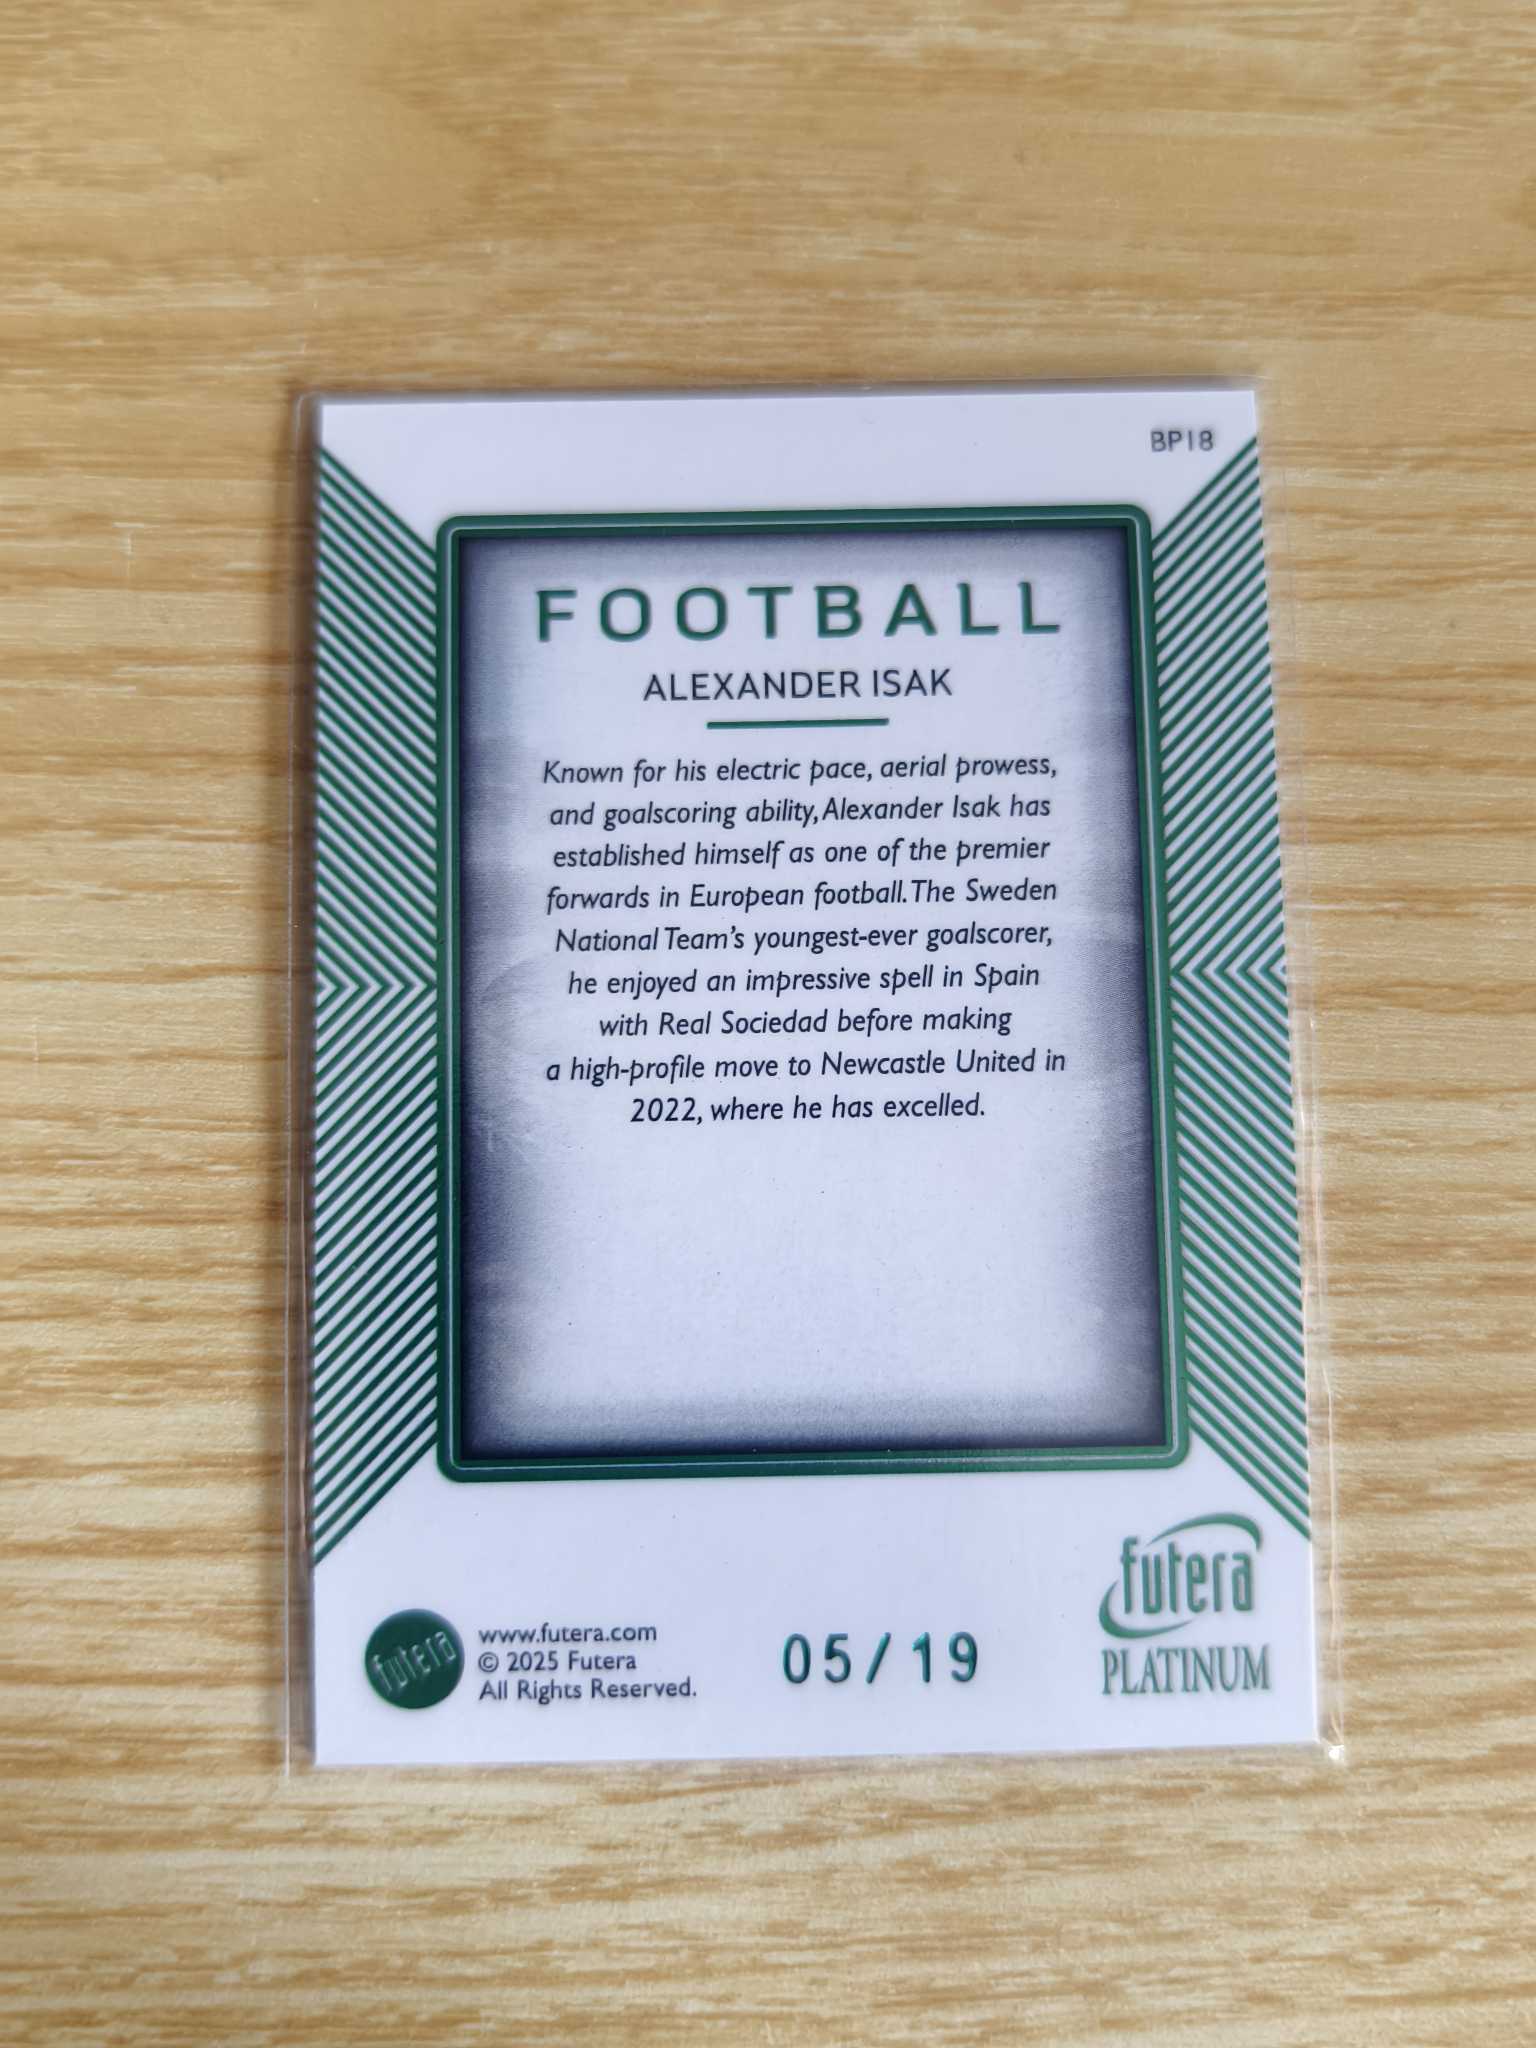 BP18
FOOTBALL
ALEXANDER ISAK
Known for his electric pace, aerial prowess,
and goalscoring ability, Alexander Isak has
established himself as one of the premier
forwards in European football. The Sweden
National Team's youngest-ever goalscorer,
he enjoyed an impressive spell in Spain
with Real Sociedad before making
a high-profile move to Newcastle United in
2022, where he has excelled.
futera
www.futera.com
© 2025 Futera
All Rights Reserved.
05/19
futera
PLATINUM